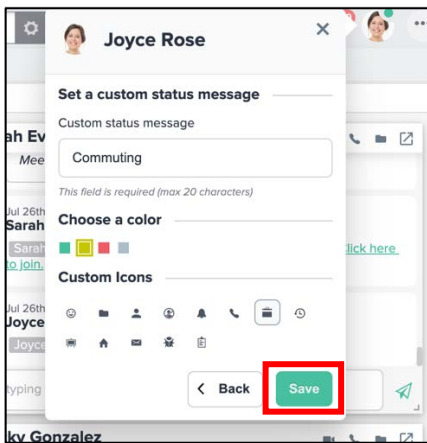 Joyce Rose
Set a custom status message
Custom status message
ah Ev
Mee
Commuting
This field is required (max 20 characters)
Jul 26th
Sarah
Choose a color
Sarah
Click here
to join.
Custom Icons
Jul 26th
Joyce
Joyce
typing
Back
Save
ky Gonzalez